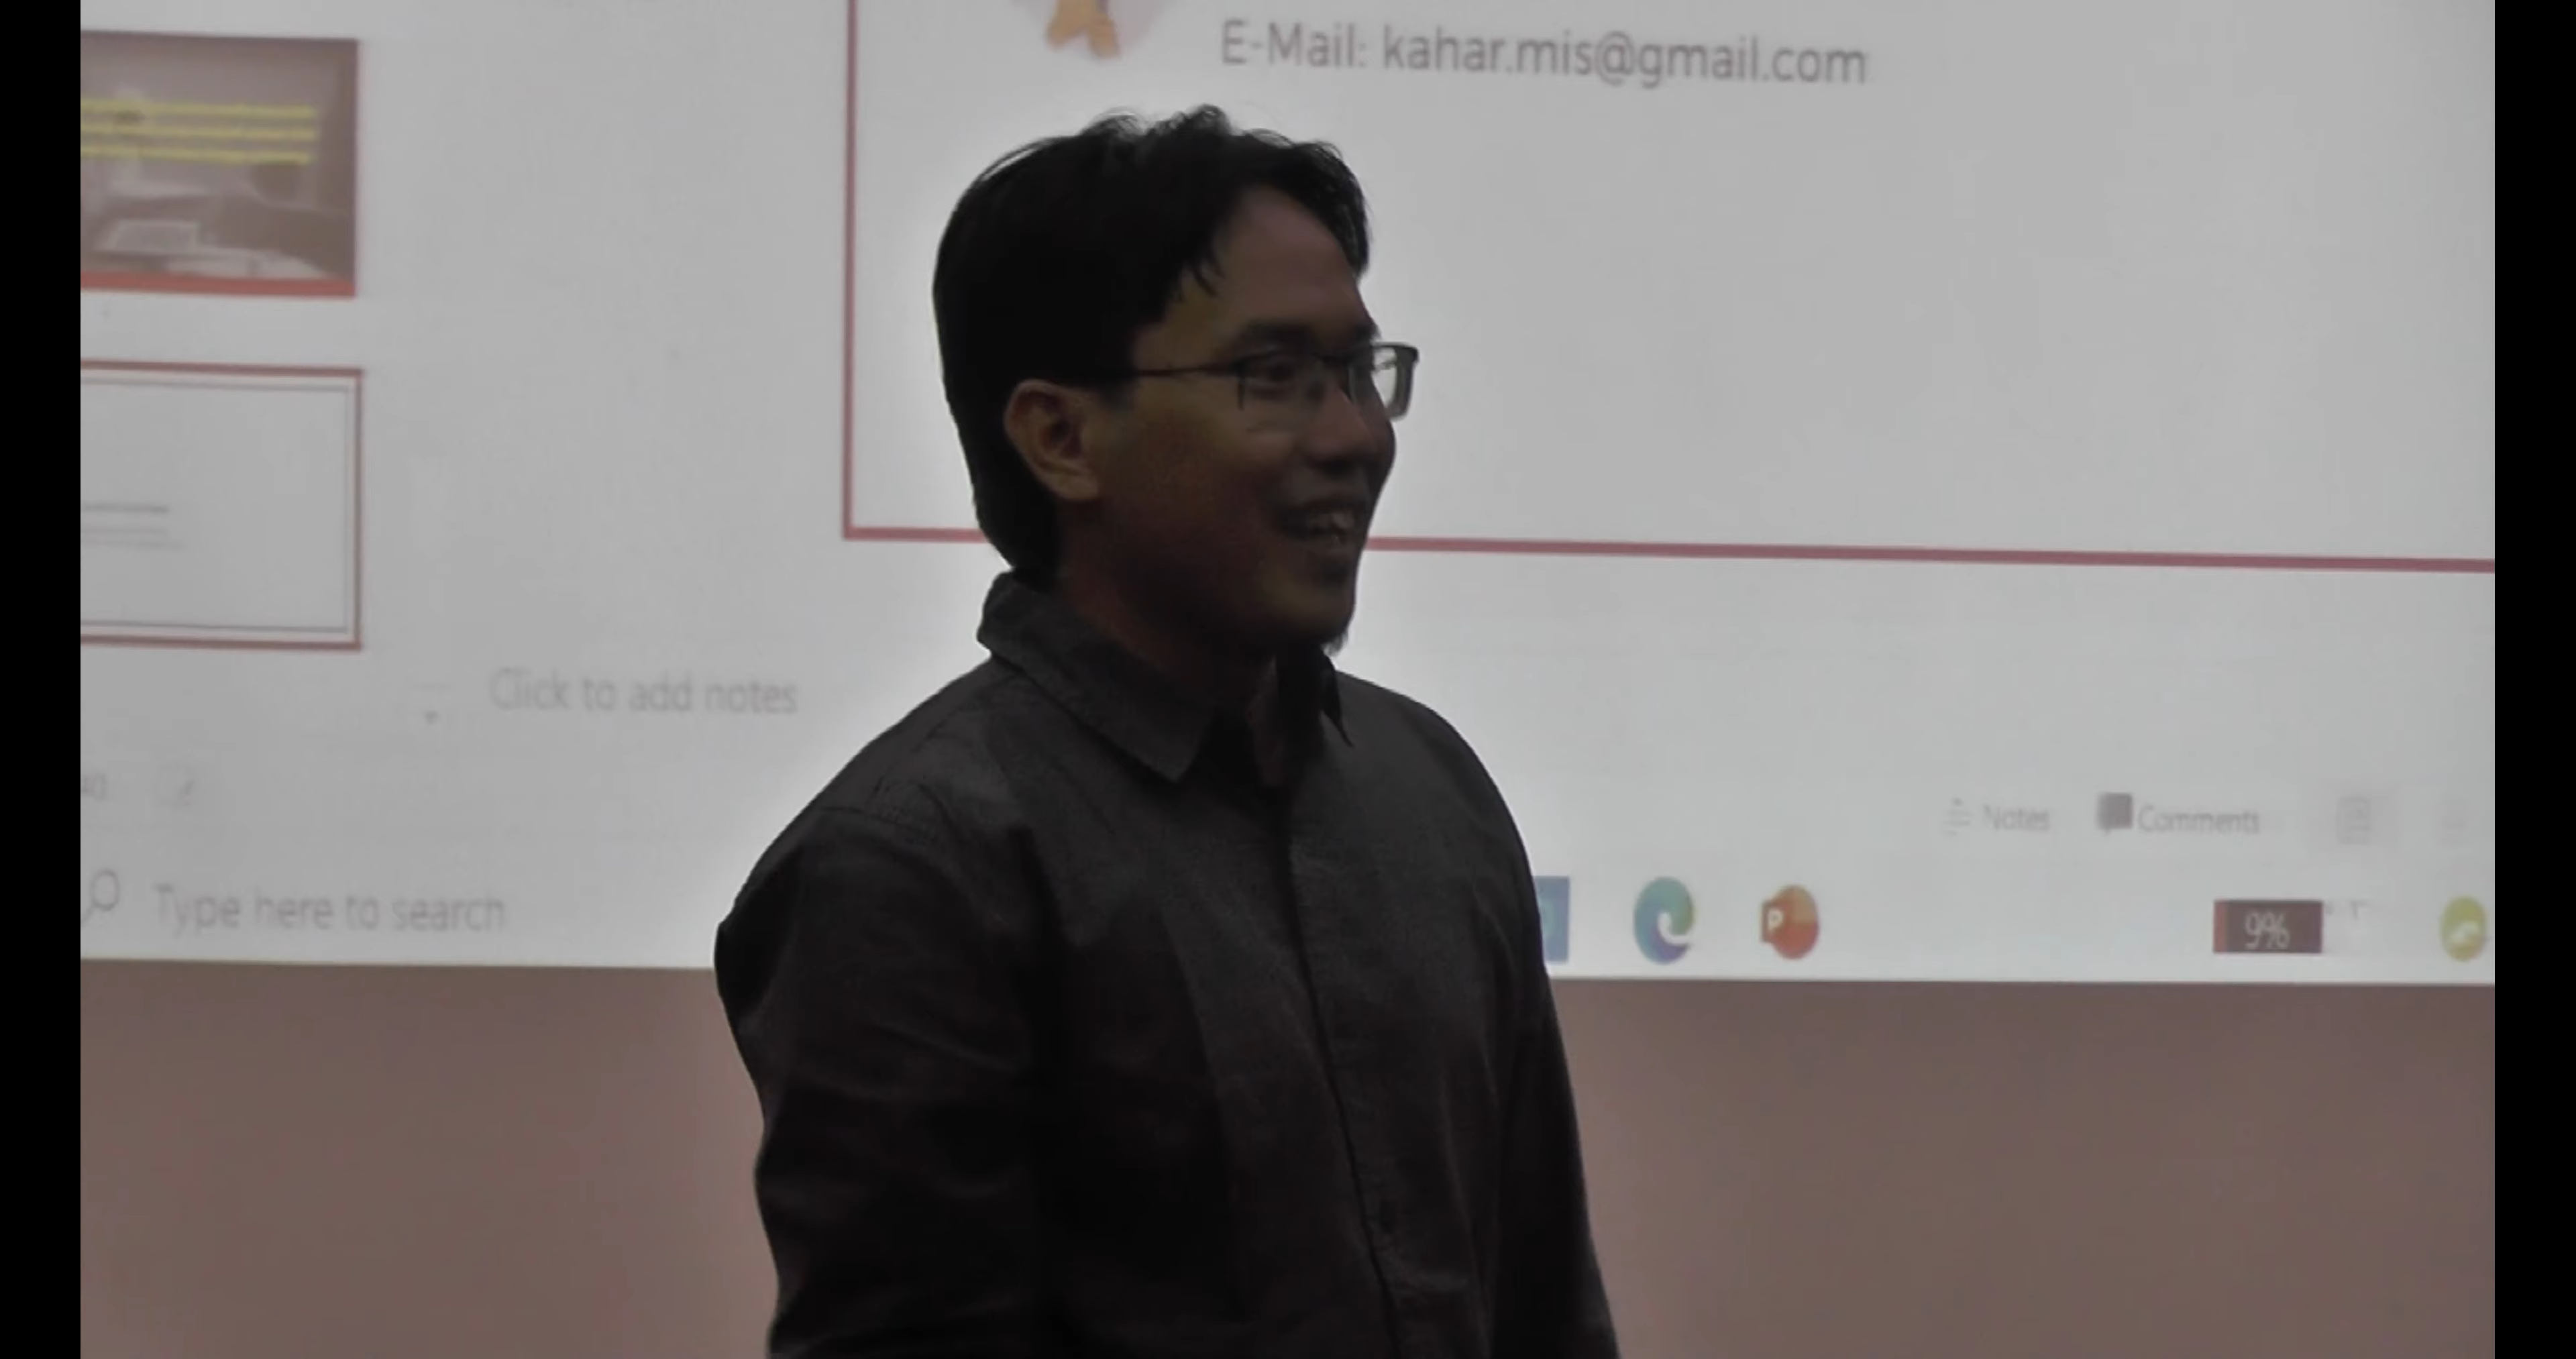 E-Mail: kahar.mis@gmail.com
Click to add notes
Notes
Comments
Type here to search
P
9%